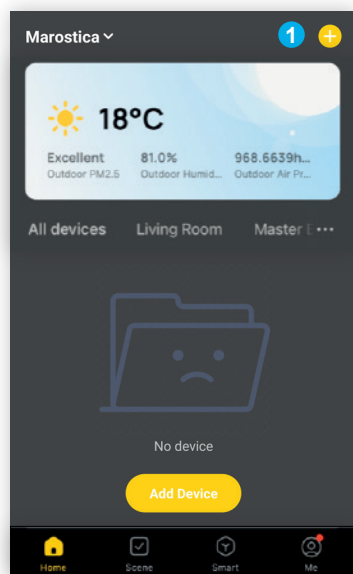 Marostica
1 +
18°C
Excellent 81.0% 968.6639h...
Outdoor PM2.5 Outdoor Humid... Outdoor Air Pr...
All devices Living Room Master ...
No device
Add Device
Home Scene Smart Me